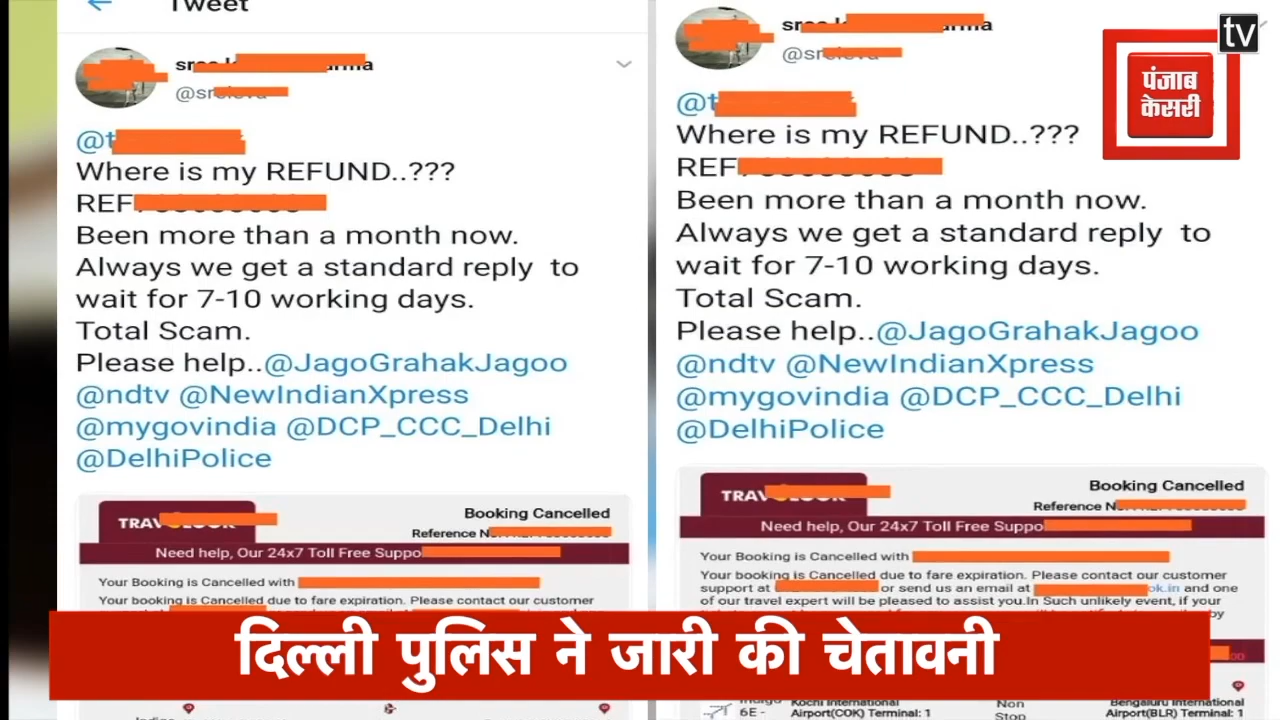 Tweet
Where is my REFUND..???
REF
Been more than a month now.
Always we get a standard reply to
wait for 7-10 working days.
Total Scam.
Please help..@JagoGrahakJagoo
@ndtv @NewIndianXpress
@mygovindia @DCP_CCC_Delhi
@DelhiPolice
Booking Cancelled
Reference
Need help, Our 24x7 Toll Free
Your Booking is Cancelled with
Your booking is Cancelled due to fare expiration. Please contact our customer
Where is my REFUND..???
REF
Been more than a month now.
Always we get a standard reply to
wait for 7-10 working days.
Total Scam.
Please help..@JagoGrahakJagoo
@ndtv @NewIndianXpress
@mygovindia @DCP_CCC_Delhi
@DelhiPolice
Booking Cancelled
Reference
Need help, Our 24x7 Toll Free
Your Booking is Cancelled with
Your booking is Cancelled due to fare expiration. Please contact our customer
support at or send us an email at ok.in and one
of our travel expert will be pleased to assist you.In Such unlikely event, if your
Indigo
6E -
Kochi International
Airport(COK) Terminal: 1
Non
Stop
Bengaluru International
Airport(BLR) Terminal: 1
tv
पंजाब
केसरी
दिल्ली पुलिस ने जारी की चेतावनी